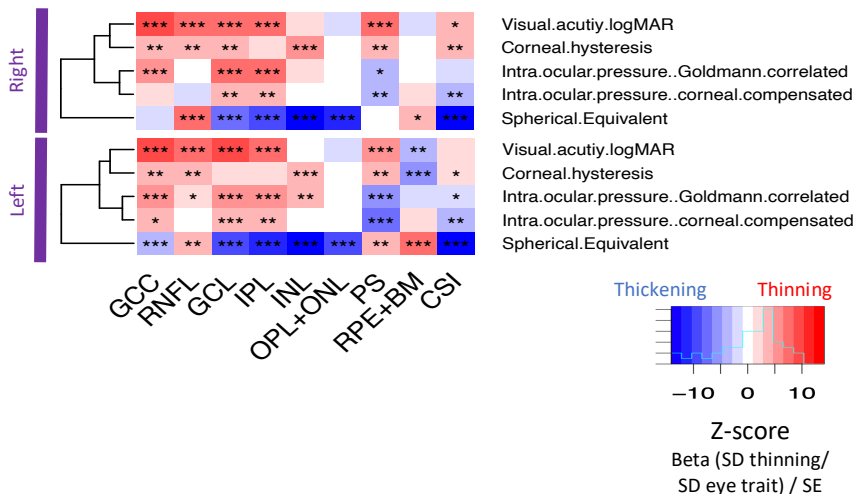 Right
*** *** *** *** *** * Visual.acutiy.logMAR
** ** ** *** ** ** Corneal.hysteresis
*** *** *** * Intra.ocular.pressure..Goldmann.correlated
** ** ** ** Intra.ocular.pressure..corneal.compensated
*** *** *** *** *** * *** Spherical.Equivalent
Left
*** *** *** *** *** ** Visual.acutiy.logMAR
** ** *** ** *** * Corneal.hysteresis
*** * *** *** ** *** * Intra.ocular.pressure..Goldmann.correlated
* *** ** *** ** Intra.ocular.pressure..corneal.compensated
*** ** *** *** *** *** ** *** *** Spherical.Equivalent
GCC RNFL GCL IPL INL OPL+ONL PS RPE+BM CSI
Thickening Thinning
−10 0 10
Z-score
Beta (SD thinning/
SD eye trait) / SE